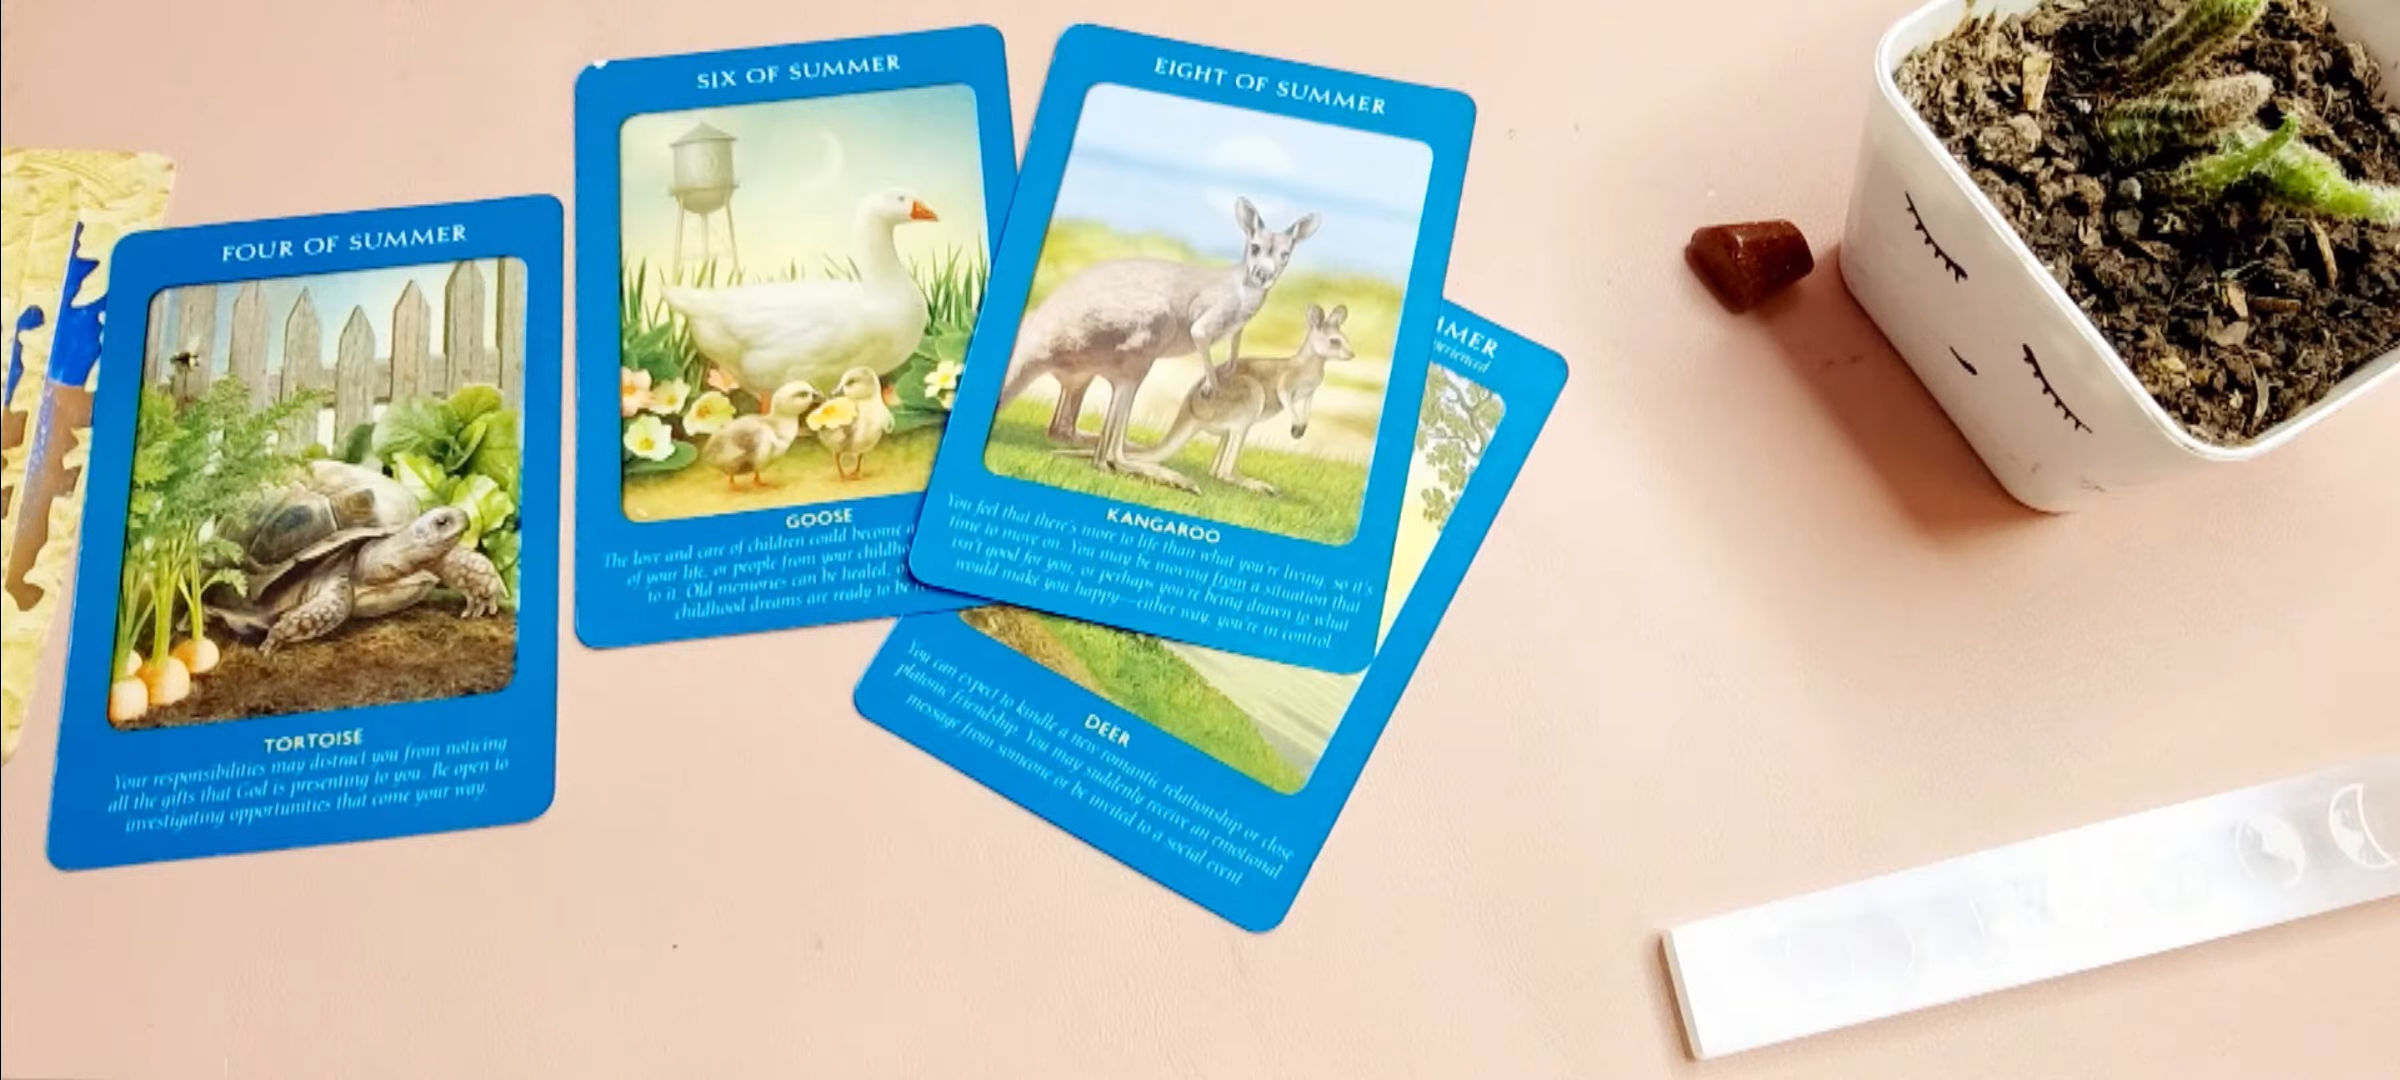 FOUR OF SUMMER
TORTOISE
Your responsibilities may distract you from noticing
all the gifts that God is presenting to you. Be open to
investigating opportunities that come your way.
SIX OF SUMMER
GOOSE
The love and care of children could become
of your life, or people from your
to it. Old memories can be healed,
childhood dreams are ready to be
EIGHT OF SUMMER
KANGAROO
You feel that there's more to life than what you're living, so it's
time to move on. You may be moving from a situation that
isn't good for you, or perhaps you're being drawn to what
would make you happy—either way, you're in control.
MMER
DEER
You can expect to kindle a new romantic relationship or close
platonic friendship. You may suddenly receive an emotional
message from someone or be invited to a social event.